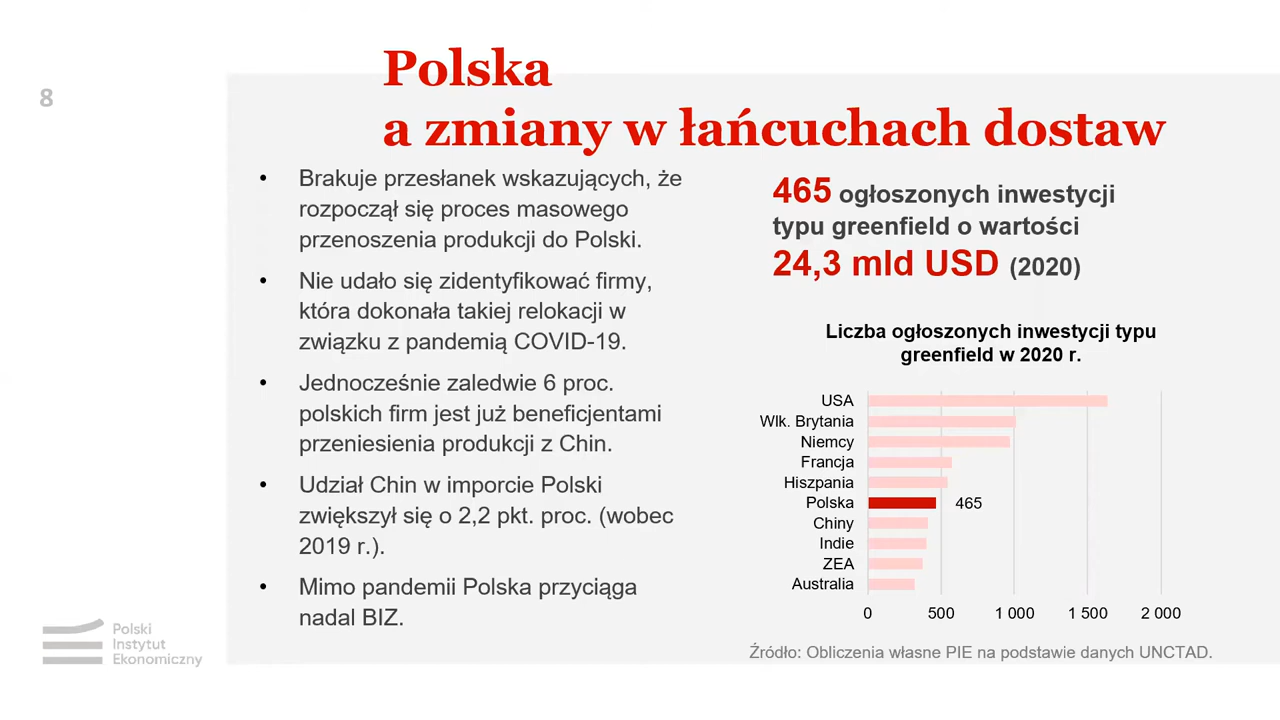 8
Polska
a zmiany w łańcuchach dostaw
• Brakuje przesłanek wskazujących, że
rozpoczął się proces masowego
przenoszenia produkcji do Polski.
• Nie udało się zidentyfikować firmy,
która dokonała takiej relokacji w
związku z pandemią COVID-19.
• Jednocześnie zaledwie 6 proc.
polskich firm jest już beneficjentami
przeniesienia produkcji z Chin.
• Udział Chin w imporcie Polski
zwiększył się o 2,2 pkt. proc. (wobec
2019 r.).
• Mimo pandemii Polska przyciąga
nadal BIZ.
465 ogłoszonych inwestycji
typu greenfield o wartości
24,3 mld USD (2020)
Liczba ogłoszonych inwestycji typu
greenfield w 2020 r.
USA
Wlk. Brytania
Niemcy
Francja
Hiszpania
Polska 465
Chiny
Indie
ZEA
Australia
0 500 1 000 1 500 2 000
Źródło: Obliczenia własne PIE na podstawie danych UNCTAD.
Polski
Instytut
Ekonomiczny